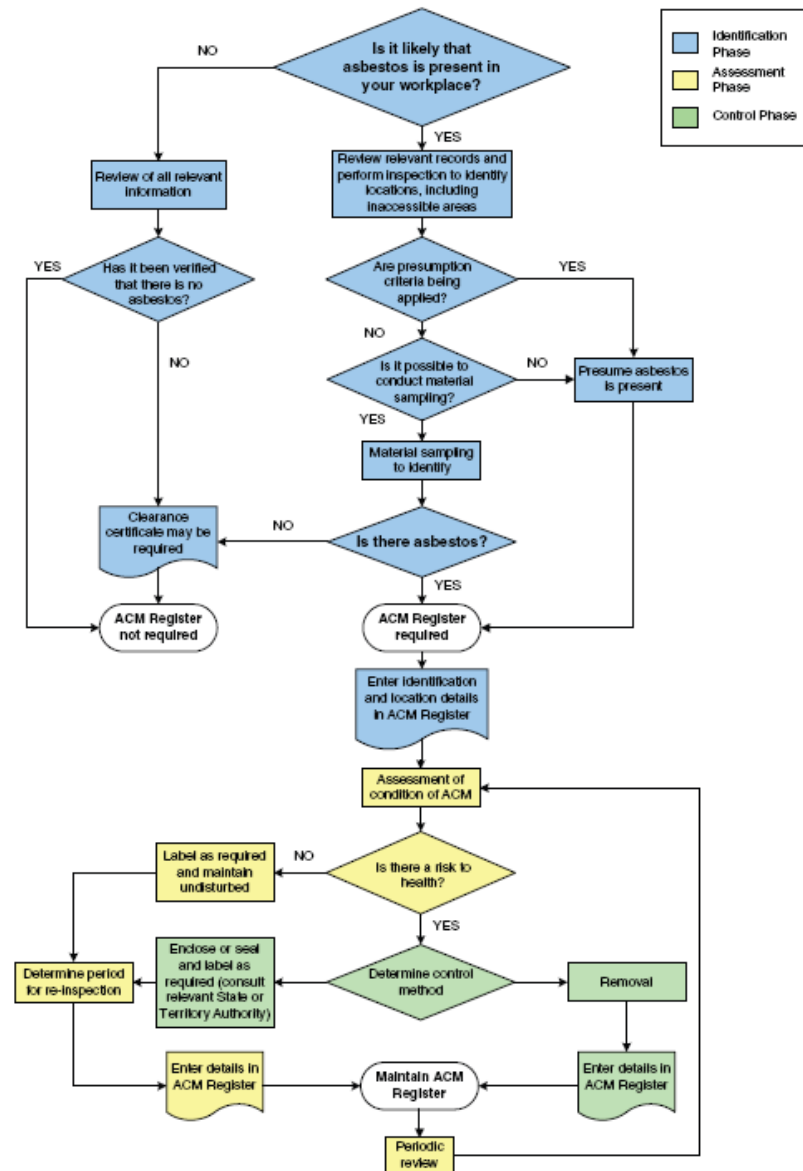 Is it likely that
asbestos is present in
your workplace?
NO
YES
Identification
Phase
Assessment
Phase
Control Phase
Review of all relevant
information
Review relevant records and
perform inspection to identify
locations, including
inaccessible areas
YES
Has it been verified
that there is no
asbestos?
NO
Are presumption
criteria being
applied?
YES
NO
Is it possible to
conduct material
sampling?
NO
Presume asbestos
is present
YES
Material sampling
to identify
Clearance
certificate may be
required
NO
Is there asbestos?
YES
ACM Register
not required
ACM Register
required
Enter identification
and location details
in ACM Register
Assessment of
condition of ACM
Label as required
and maintain
undisturbed
NO
Is there a risk to
health?
YES
Determine period
for re-inspection
Enclose or seal
and label as
required (consult
relevant State or
Territory Authority)
Determine control
method
Removal
Enter details in
ACM Register
Maintain ACM
Register
Enter details in
ACM Register
Periodic
review